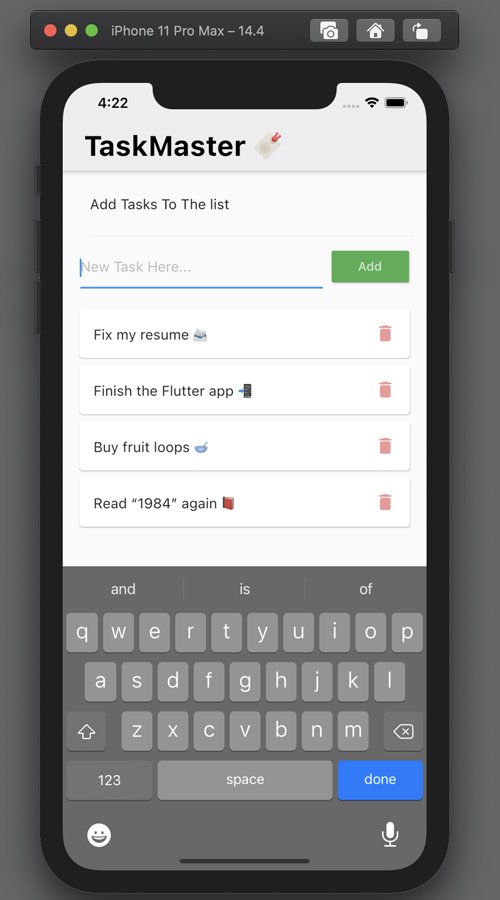 iPhone 11 Pro Max – 14.4
4:22
TaskMaster
Add Tasks To The list
New Task Here...
Add
Fix my resume
Finish the Flutter app
Buy fruit loops
Read “1984” again
and is of
q w e r t y u i o p
a s d f g h j k l
z x c v b n m
123 space done